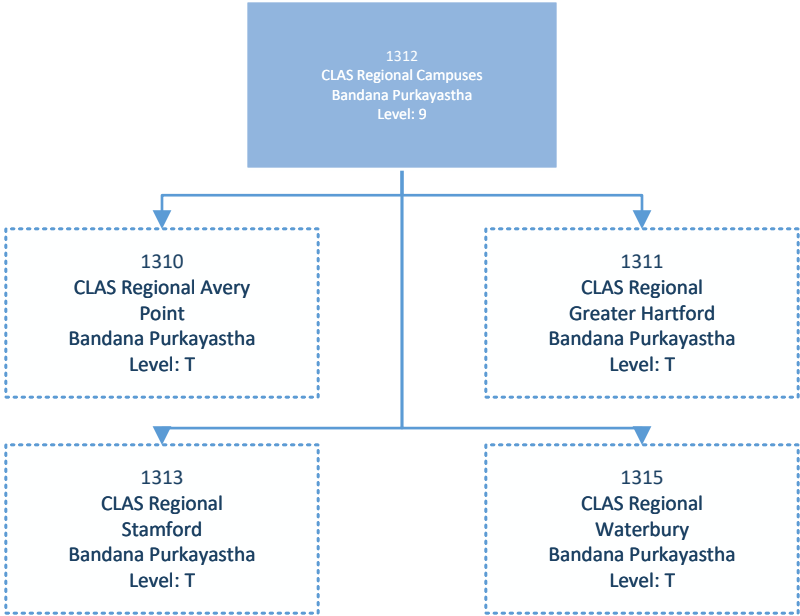 1312
CLAS Regional Campuses
Bandana Purkayastha
Level: 9
1310
CLAS Regional Avery
Point
Bandana Purkayastha
Level: T
1311
CLAS Regional
Greater Hartford
Bandana Purkayastha
Level: T
1313
CLAS Regional
Stamford
Bandana Purkayastha
Level: T
1315
CLAS Regional
Waterbury
Bandana Purkayastha
Level: T